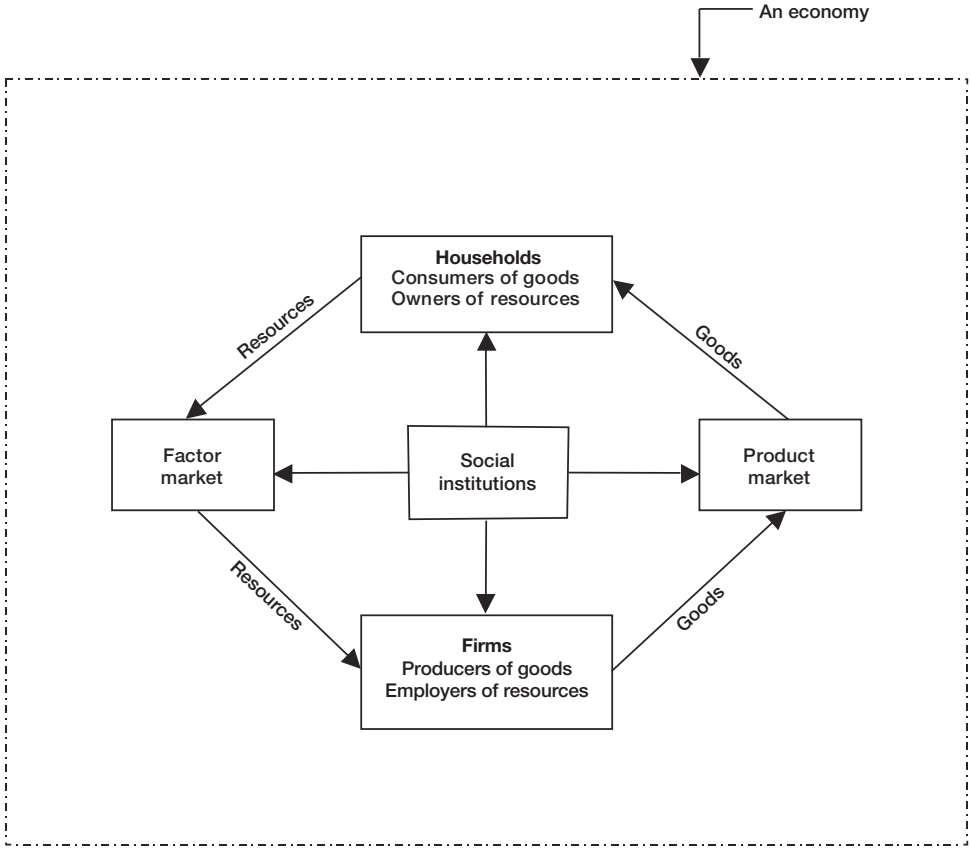 An economy
Households
Consumers of goods
Owners of resources
Resources
Goods
Factor
market
Social
institutions
Product
market
Resources
Goods
Firms
Producers of goods
Employers of resources